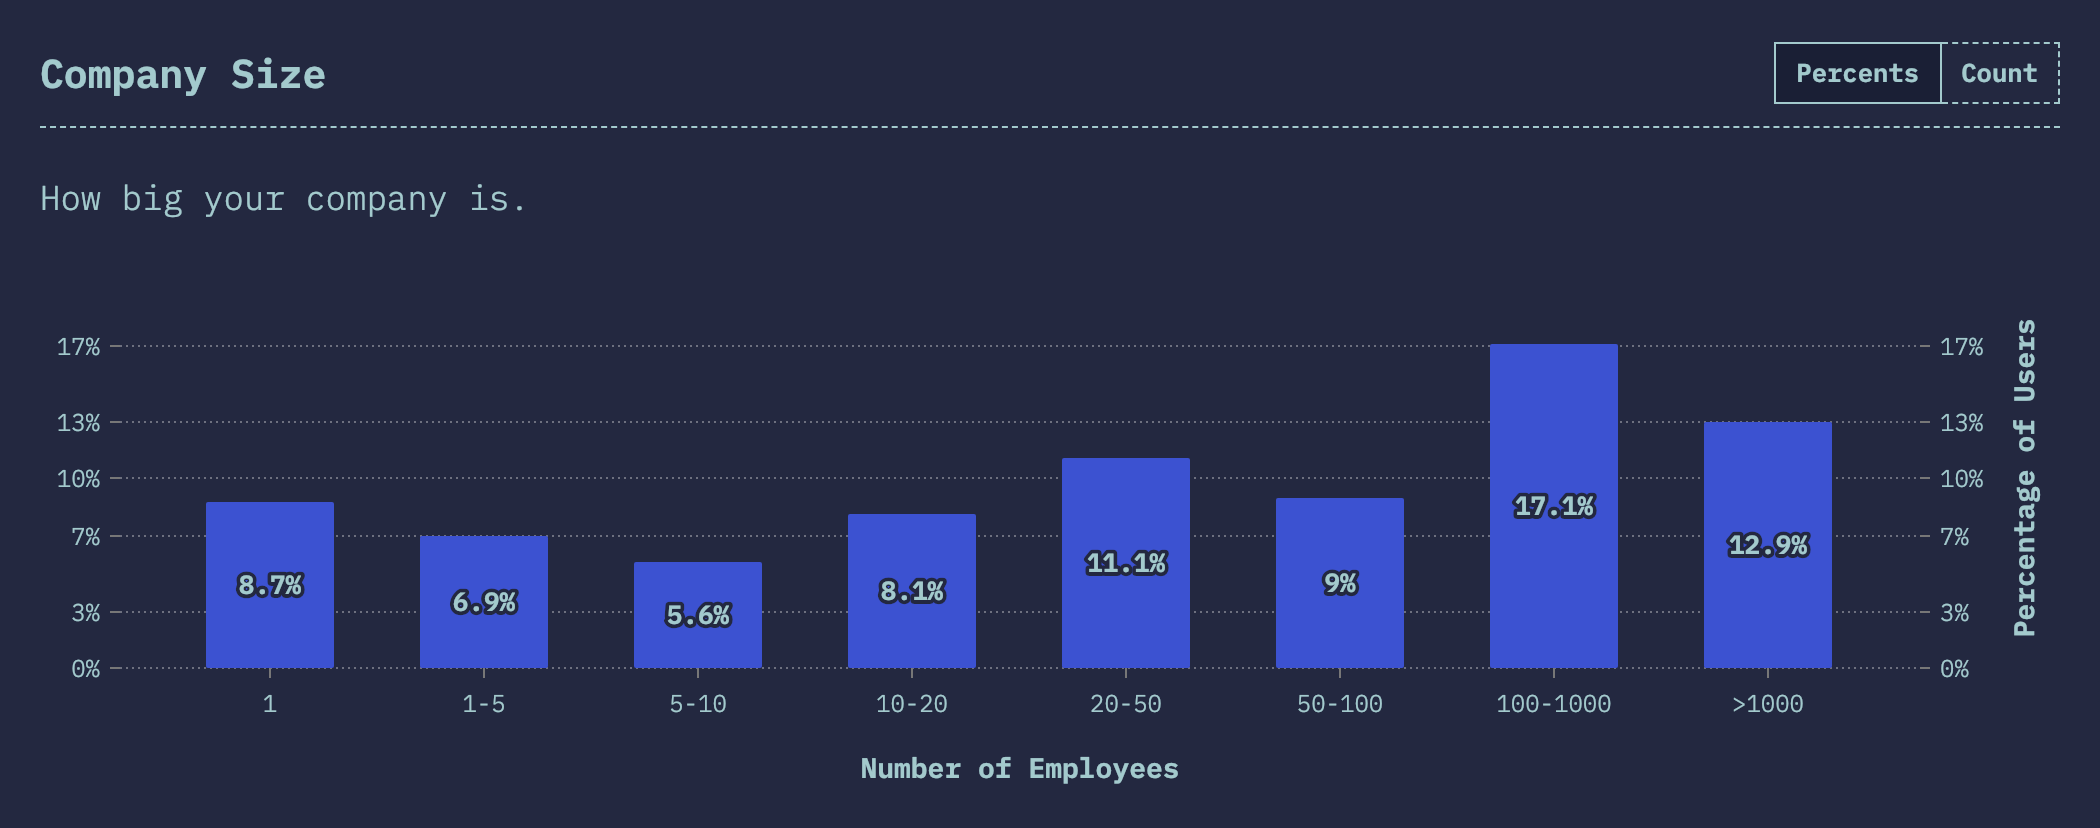 Company Size
Percents Count
How big your company is.
17% 17%
13% 13%
10% 10%
7% 7%
3% 3%
0% 0%
8.7% 6.9% 5.6% 8.1% 11.1% 9% 17.1% 12.9%
1 1-5 5-10 10-20 20-50 50-100 100-1000 >1000
Number of Employees
Percentage of Users